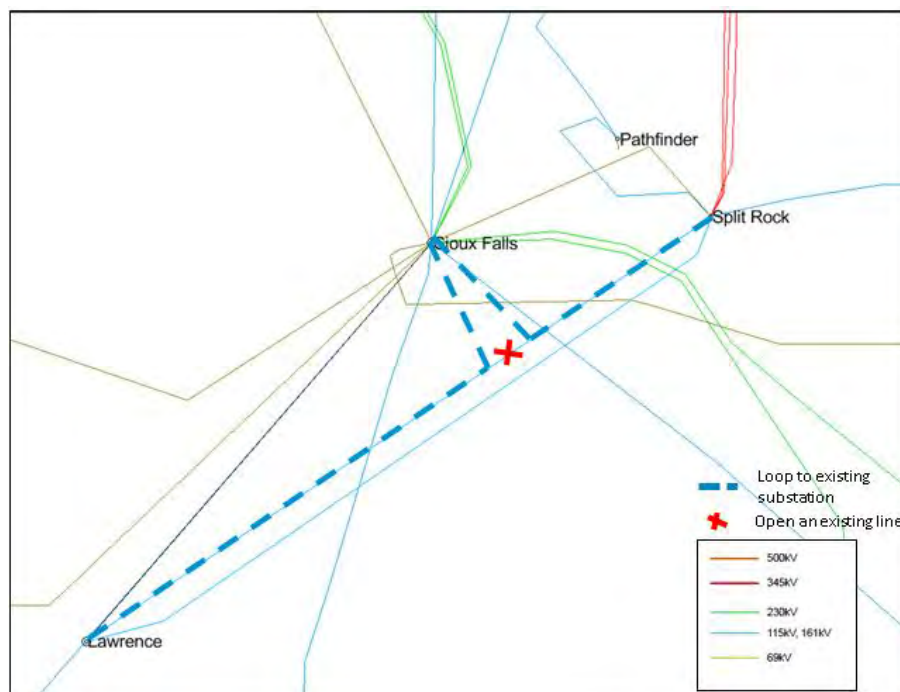 Pathfinder
Split Rock
Sioux Falls
Lawrence
Loop to existing
substation
Open an existing line
500kV
345kV
230kV
115kV, 161kV
69kV